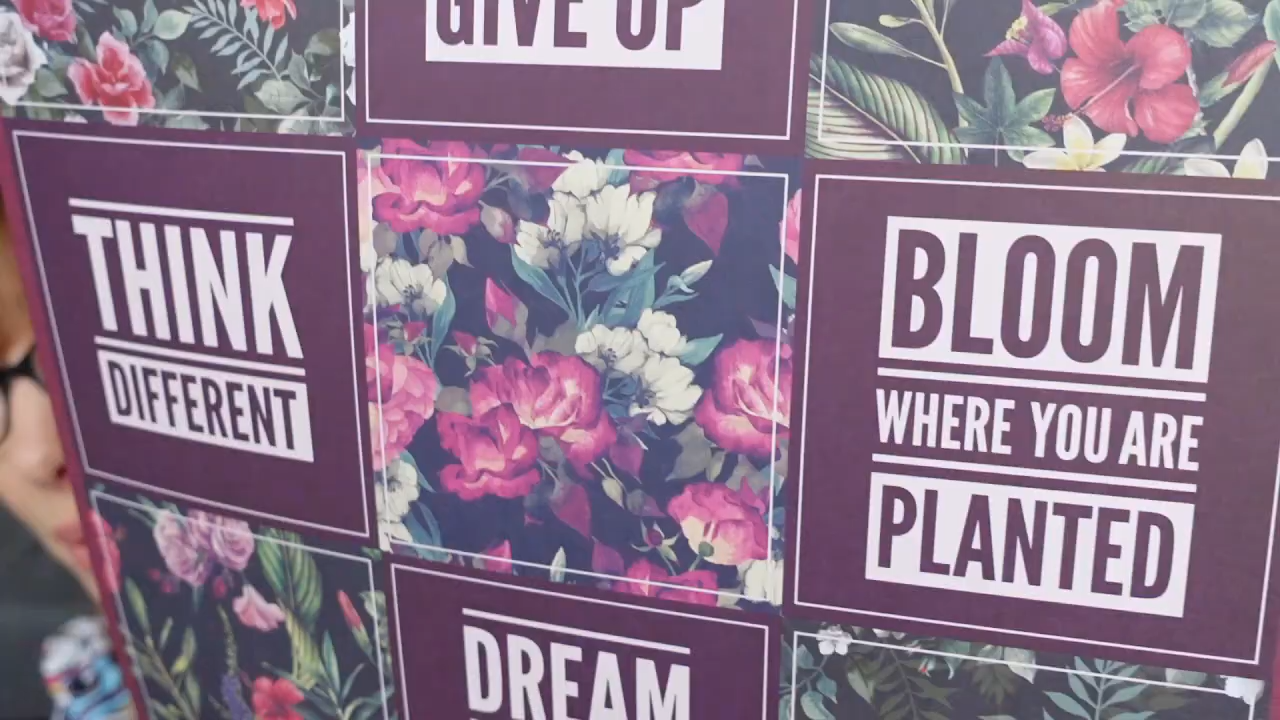 GIVE UP
THINK
DIFFERENT
BLOOM
WHERE YOU ARE
PLANTED
DREAM